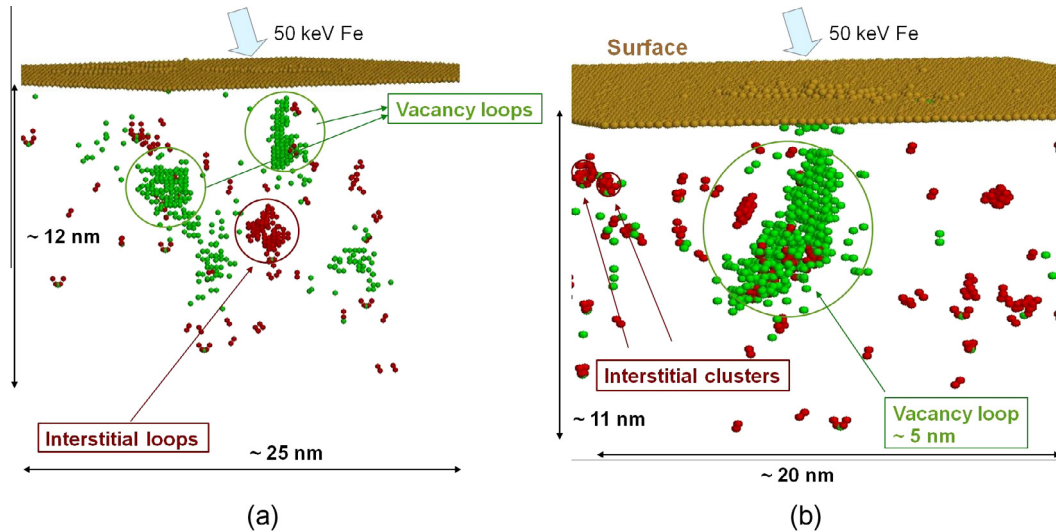 50 keV Fe
Vacancy loops
~ 12 nm
Interstitial loops
~ 25 nm
(a)
50 keV Fe
Surface
Interstitial clusters
~ 11 nm
Vacancy loop
~ 5 nm
~ 20 nm
(b)